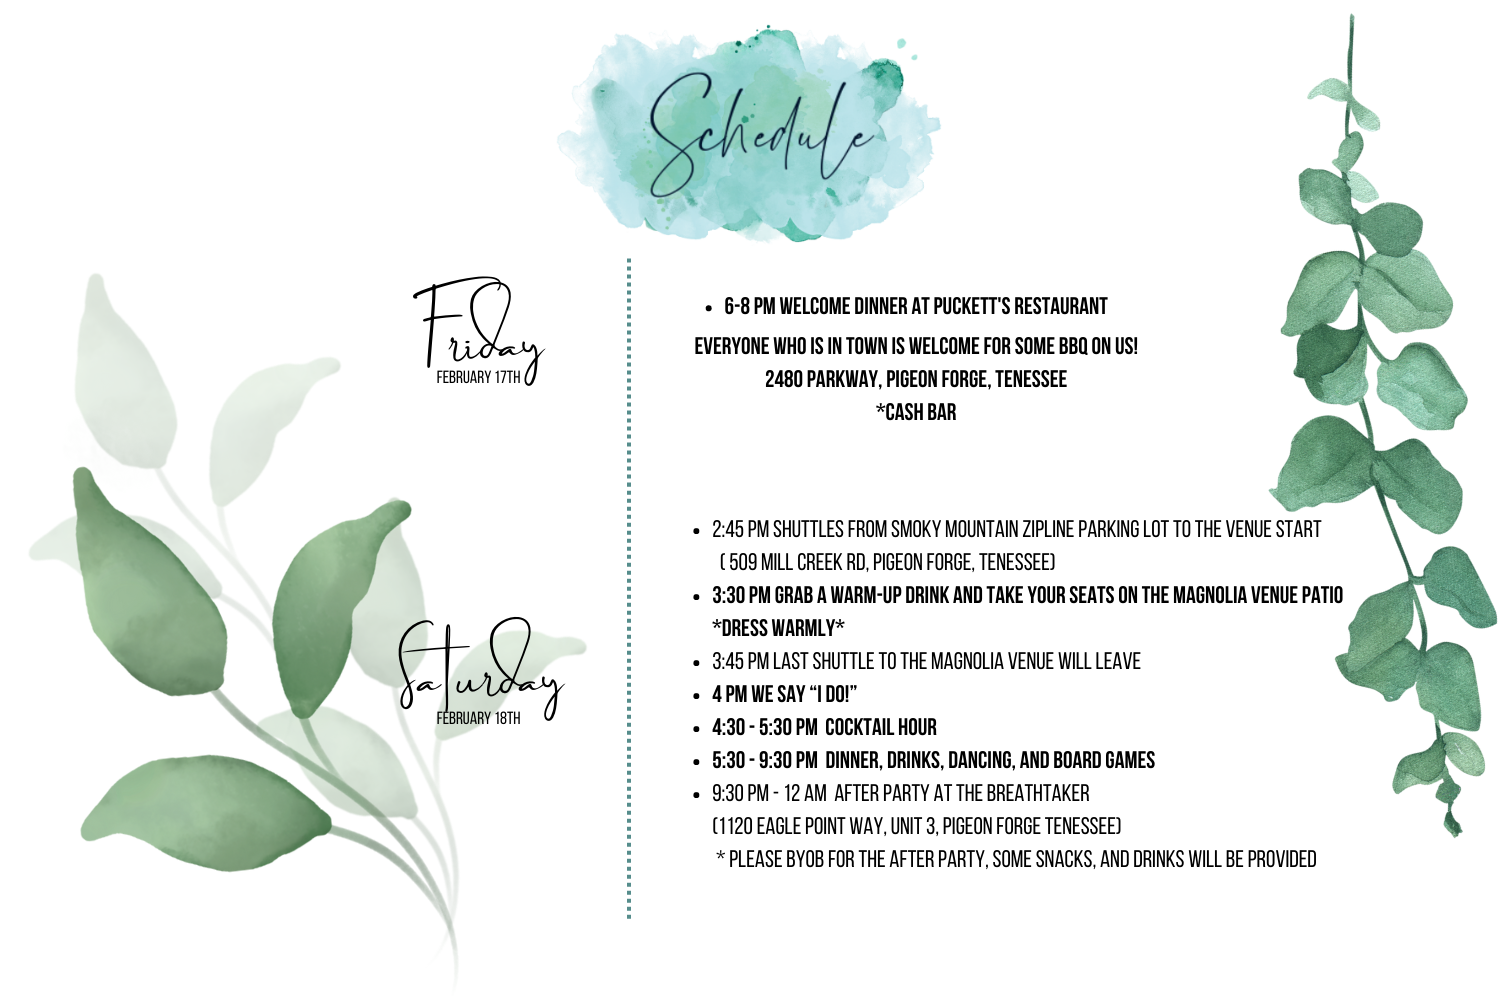 Schedule
Friday
FEBRUARY 17TH
• 6-8 PM WELCOME DINNER AT PUCKETT'S RESTAURANT
EVERYONE WHO IS IN TOWN IS WELCOME FOR SOME BBQ ON US!
2480 PARKWAY, PIGEON FORGE, TENESSEE
*CASH BAR
Saturday
FEBRUARY 18TH
• 2:45 PM SHUTTLES FROM SMOKY MOUNTAIN ZIPLINE PARKING LOT TO THE VENUE START
( 509 MILL CREEK RD, PIGEON FORGE, TENESSEE)
• 3:30 PM GRAB A WARM-UP DRINK AND TAKE YOUR SEATS ON THE MAGNOLIA VENUE PATIO
*DRESS WARMLY*
• 3:45 PM LAST SHUTTLE TO THE MAGNOLIA VENUE WILL LEAVE
• 4 PM WE SAY “I DO!”
• 4:30 - 5:30 PM COCKTAIL HOUR
• 5:30 - 9:30 PM DINNER, DRINKS, DANCING, AND BOARD GAMES
• 9:30 PM - 12 AM AFTER PARTY AT THE BREATHTAKER
(1120 EAGLE POINT WAY, UNIT 3, PIGEON FORGE TENESSEE)
* PLEASE BYOB FOR THE AFTER PARTY, SOME SNACKS, AND DRINKS WILL BE PROVIDED